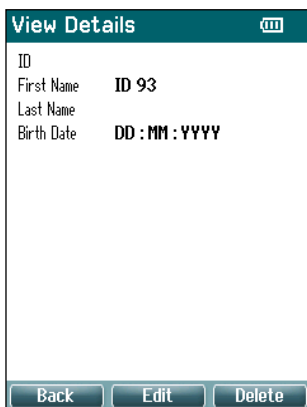 View Details
ID
First Name ID 93
Last Name
Birth Date DD : MM : YYYY
Back Edit Delete